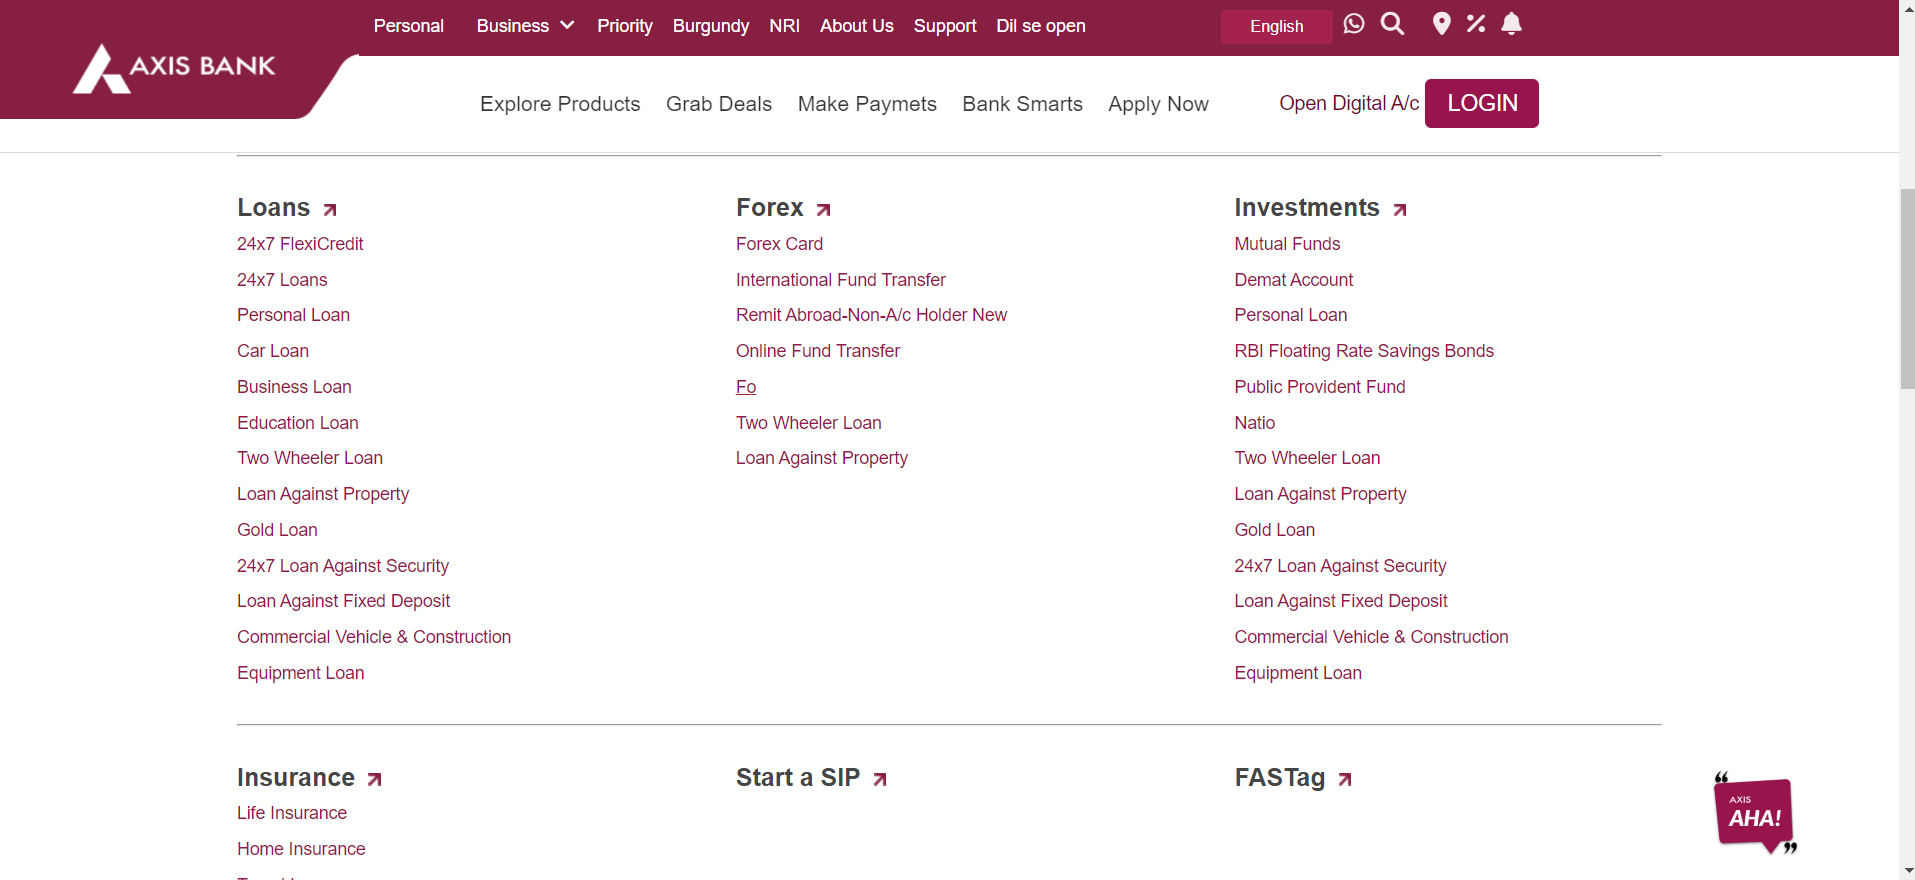 Personal Business Priority Burgundy NRI About Us Support Dil se open English
AXIS BANK
Explore Products Grab Deals Make Paymets Bank Smarts Apply Now Open Digital A/c LOGIN
Loans
24x7 FlexiCredit
24x7 Loans
Personal Loan
Car Loan
Business Loan
Education Loan
Two Wheeler Loan
Loan Against Property
Gold Loan
24x7 Loan Against Security
Loan Against Fixed Deposit
Commercial Vehicle & Construction
Equipment Loan
Forex
Forex Card
International Fund Transfer
Remit Abroad-Non-A/c Holder New
Online Fund Transfer
Fo
Two Wheeler Loan
Loan Against Property
Investments
Mutual Funds
Demat Account
Personal Loan
RBI Floating Rate Savings Bonds
Public Provident Fund
Natio
Two Wheeler Loan
Loan Against Property
Gold Loan
24x7 Loan Against Security
Loan Against Fixed Deposit
Commercial Vehicle & Construction
Equipment Loan
Insurance
Life Insurance
Home Insurance
Start a SIP
FASTag
“
AXIS
AHA!
”